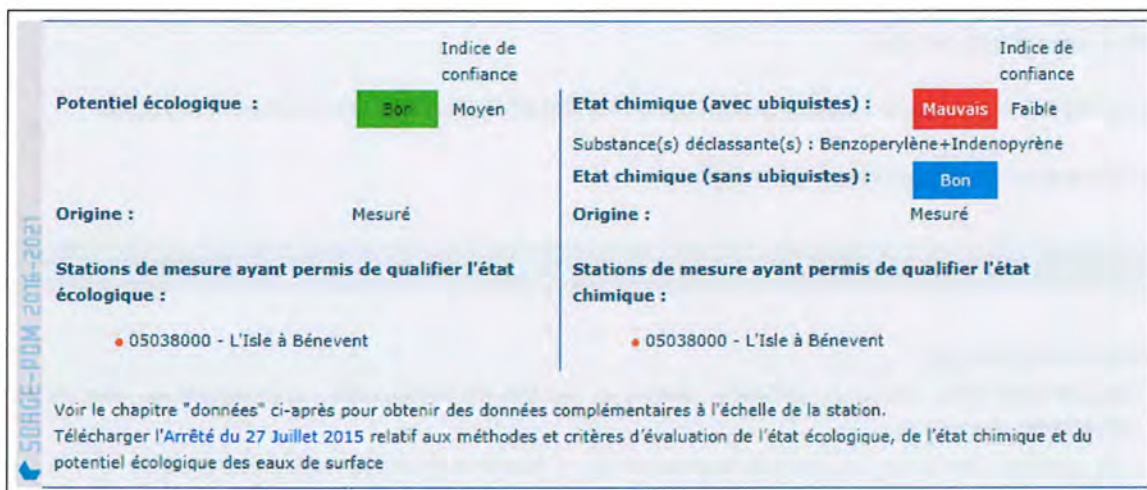 Indice de
confiance
Potentiel écologique :
Bon
Moyen
Origine :
Mesuré
Stations de mesure ayant permis de qualifier l'état
écologique :
05038000 - L'Isle à Bénevent
Indice de
confiance
Etat chimique (avec ubiquistes) :
Mauvais
Faible
Substance(s) déclassante(s) : Benzoperylène+Indenopyrène
Etat chimique (sans ubiquistes) :
Bon
Origine :
Mesuré
Stations de mesure ayant permis de qualifier l'état
chimique :
05038000 - L'Isle à Bénevent
Voir le chapitre "données" ci-après pour obtenir des données complémentaires à l'échelle de la station.
Télécharger l'Arrêté du 27 Juillet 2015 relatif aux méthodes et critères d'évaluation de l'état écologique, de l'état chimique et du
potentiel écologique des eaux de surface
SDAGE-PDM 2016-2021